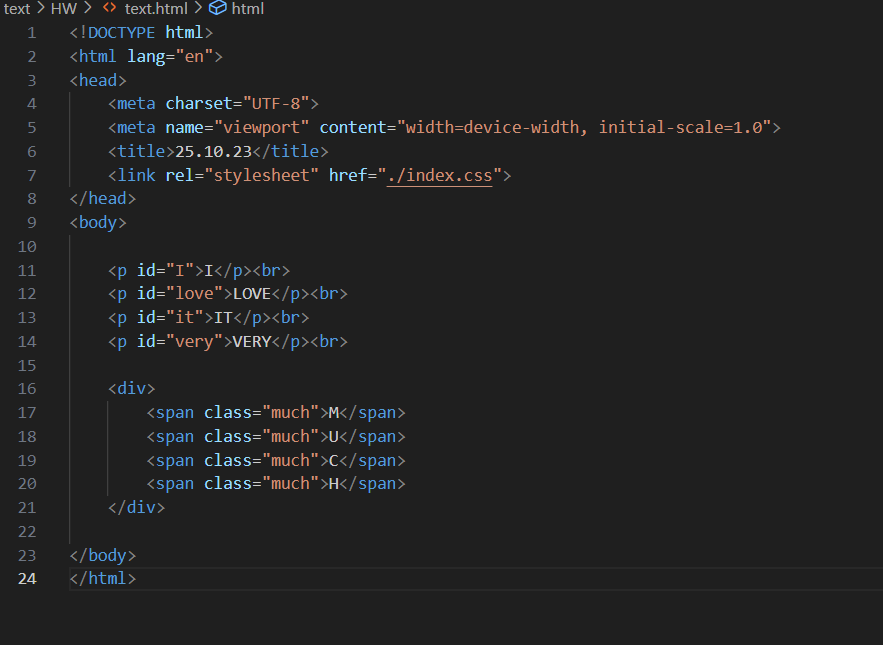 text > HW > <> text.html > html
1 <!DOCTYPE html>
2 <html lang="en">
3 <head>
4     <meta charset="UTF-8">
5     <meta name="viewport" content="width=device-width, initial-scale=1.0">
6     <title>25.10.23</title>
7     <link rel="stylesheet" href="./index.css">
8 </head>
9 <body>
10
11     <p id="I">I</p><br>
12     <p id="love">LOVE</p><br>
13     <p id="it">IT</p><br>
14     <p id="very">VERY</p><br>
15
16     <div>
17         <span class="much">M</span>
18         <span class="much">U</span>
19         <span class="much">C</span>
20         <span class="much">H</span>
21     </div>
22
23 </body>
24 </html>